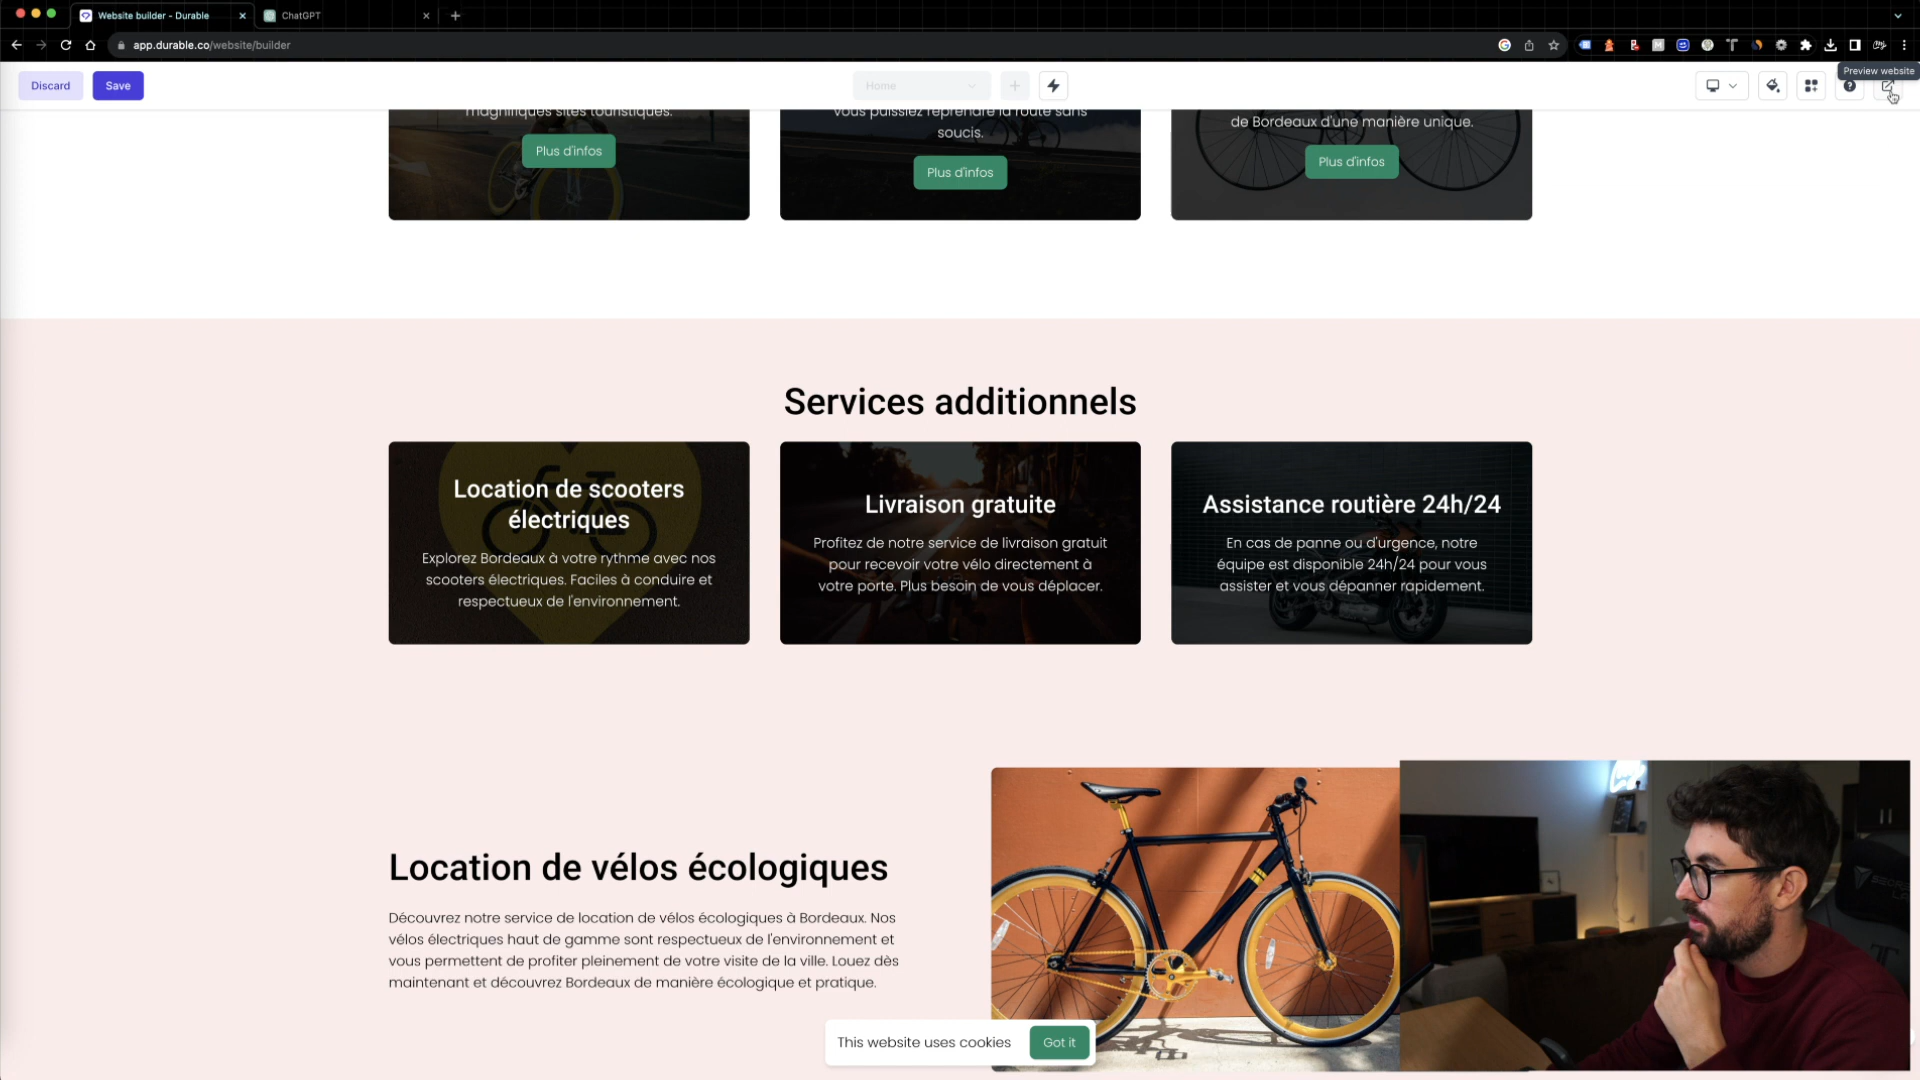 Website builder - Durable
ChatGPT
app.durable.co/website/builder
Preview website
Discard
Save
Home
magnifiques sites touristiques.
Plus d'infos
vous puissiez reprendre la route sans
soucis.
Plus d'infos
de Bordeaux d'une manière unique.
Plus d'infos
Services additionnels
Location de scooters
électriques
Explorez Bordeaux à votre rythme avec nos
scooters électriques. Faciles à conduire et
respectueux de l'environnement.
Livraison gratuite
Profitez de notre service de livraison gratuit
pour recevoir votre vélo directement à
votre porte. Plus besoin de vous déplacer.
Assistance routière 24h/24
En cas de panne ou d'urgence, notre
équipe est disponible 24h/24 pour vous
assister et vous dépanner rapidement.
Location de vélos écologiques
Découvrez notre service de location de vélos écologiques à Bordeaux. Nos
vélos électriques haut de gamme sont respectueux de l'environnement et
vous permettent de profiter pleinement de votre visite de la ville. Louez dès
maintenant et découvrez Bordeaux de manière écologique et pratique.
This website uses cookies
Got it